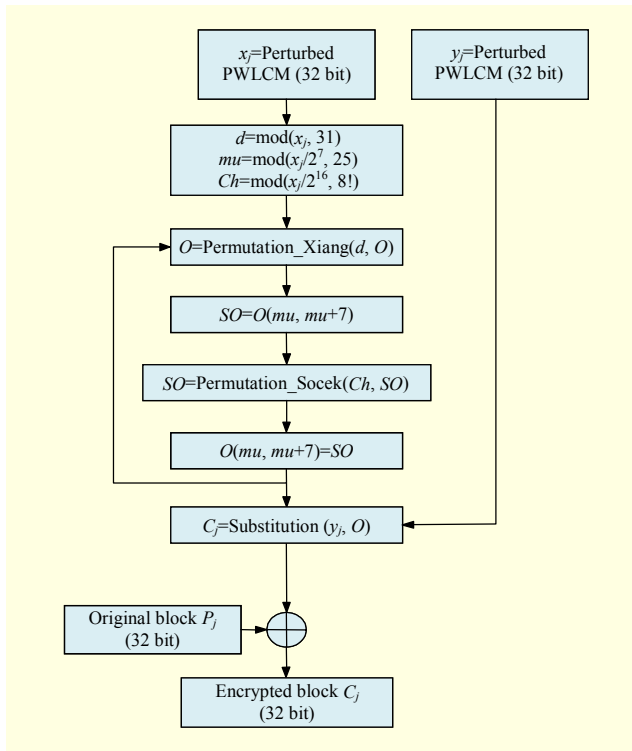 xⱼ=Perturbed
PWLCM (32 bit)
yⱼ=Perturbed
PWLCM (32 bit)
d=mod(xⱼ, 31)
mu=mod(xⱼ/2⁷, 25)
Ch=mod(xⱼ/2¹⁶, 8!)
O=Permutation_Xiang(d, O)
SO=O(mu, mu+7)
SO=Permutation_Socek(Ch, SO)
O(mu, mu+7)=SO
Cⱼ=Substitution (yⱼ, O)
Original block Pⱼ
(32 bit)
Encrypted block Cⱼ
(32 bit)